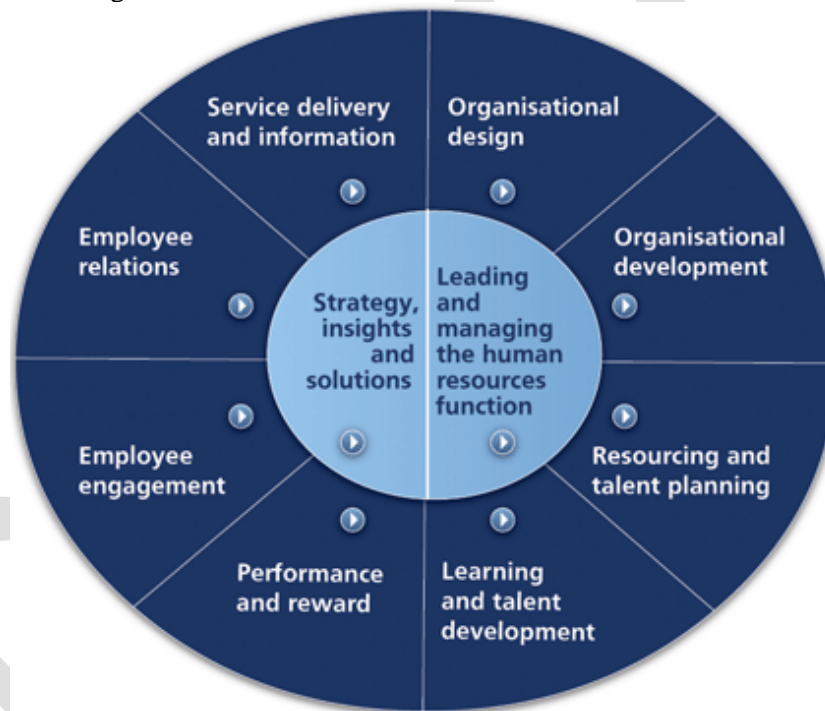 Service delivery
and information
Organisational
design
Organisational
development
Resourcing and
talent planning
Learning
and talent
development
Performance
and reward
Employee
engagement
Employee
relations
Strategy,
insights
and
solutions
Leading
and
managing
the human
resources
function